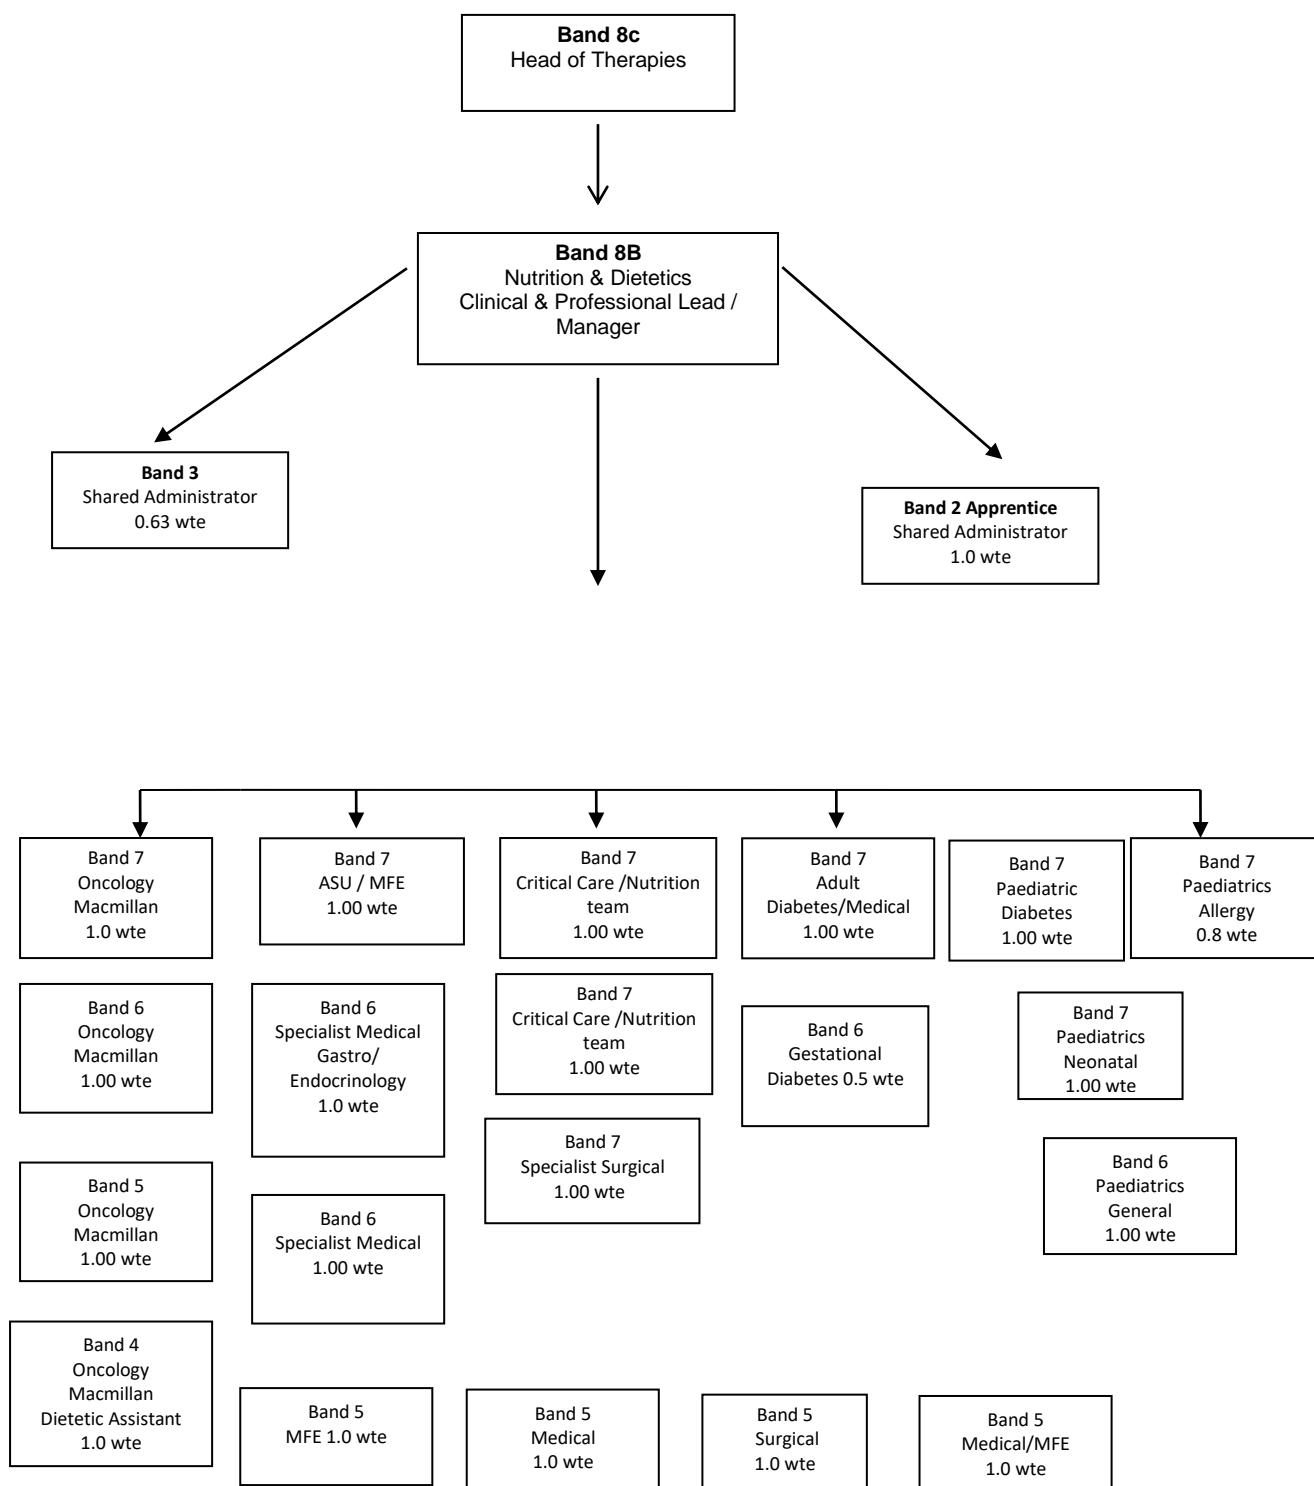 Band 8c
Head of Therapies
Band 8B
Nutrition & Dietetics
Clinical & Professional Lead /
Manager
Band 3
Shared Administrator
0.63 wte
Band 2 Apprentice
Shared Administrator
1.0 wte
Band 7
Oncology
Macmillan
1.0 wte
Band 7
ASU / MFE
1.00 wte
Band 7
Critical Care /Nutrition
team
1.00 wte
Band 7
Adult
Diabetes/Medical
1.00 wte
Band 7
Paediatric
Diabetes
1.00 wte
Band 7
Paediatrics
Allergy
0.8 wte
Band 6
Oncology
Macmillan
1.00 wte
Band 6
Specialist Medical
Gastro/
Endocrinology
1.0 wte
Band 7
Critical Care /Nutrition
team
1.00 wte
Band 6
Gestational
Diabetes 0.5 wte
Band 7
Paediatrics
Neonatal
1.00 wte
Band 5
Oncology
Macmillan
1.00 wte
Band 6
Specialist Medical
1.00 wte
Band 7
Specialist Surgical
1.00 wte
Band 6
Paediatrics
General
1.00 wte
Band 4
Oncology
Macmillan
Dietetic Assistant
1.0 wte
Band 5
MFE 1.0 wte
Band 5
Medical
1.0 wte
Band 5
Surgical
1.0 wte
Band 5
Medical/MFE
1.0 wte